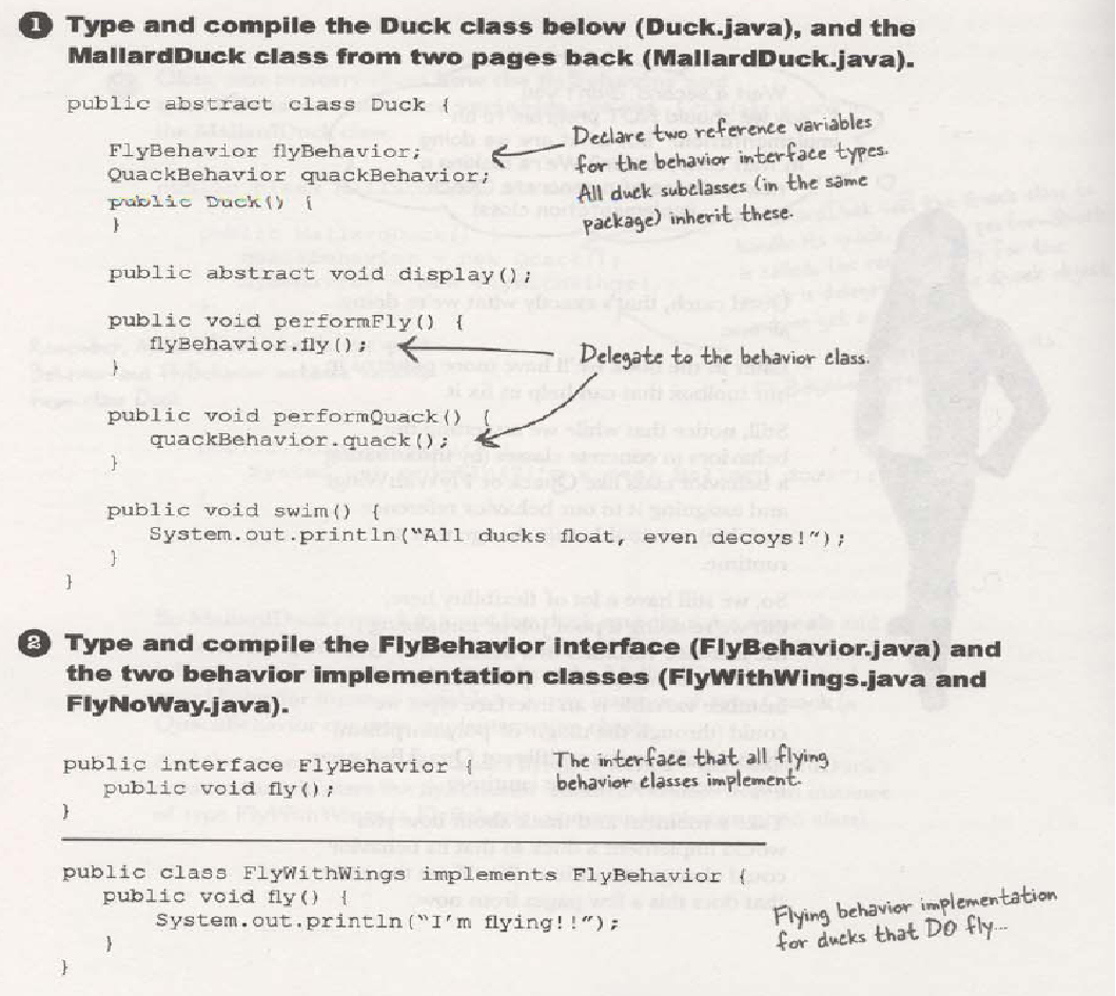 1 Type and compile the Duck class below (Duck.java), and the
MallardDuck class from two pages back (MallardDuck.java).
public abstract class Duck {
FlyBehavior flyBehavior;
QuackBehavior quackBehavior;
Declare two reference variables
for the behavior interface types.
All duck subclasses (in the same
package) inherit these.
public Duck() {
}
public abstract void display();
public void performFly() {
flyBehavior.fly();
}
Delegate to the behavior class.
public void performQuack() {
quackBehavior.quack();
}
public void swim() {
System.out.println("All ducks float, even decoys!");
}
}
2 Type and compile the FlyBehavior interface (FlyBehavior.java) and
the two behavior implementation classes (FlyWithWings.java and
FlyNoWay.java).
public interface FlyBehavior {
public void fly();
}
The interface that all flying
behavior classes implement.
public class FlyWithWings implements FlyBehavior {
public void fly() {
System.out.println("I'm flying!!");
}
}
Flying behavior implementation
for ducks that DO fly...